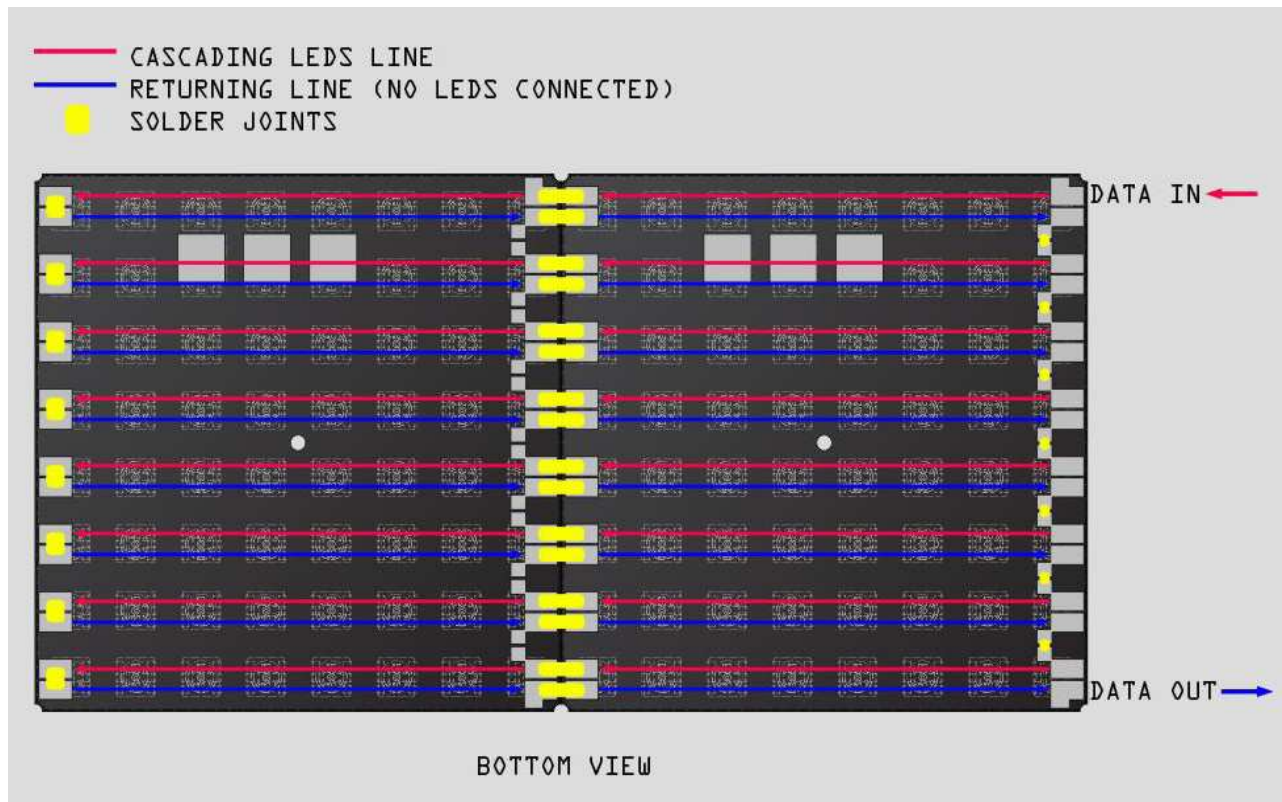 CASCADING LEDS LINE
RETURNING LINE (NO LEDS CONNECTED)
SOLDER JOINTS
DATA IN
DATA OUT
BOTTOM VIEW